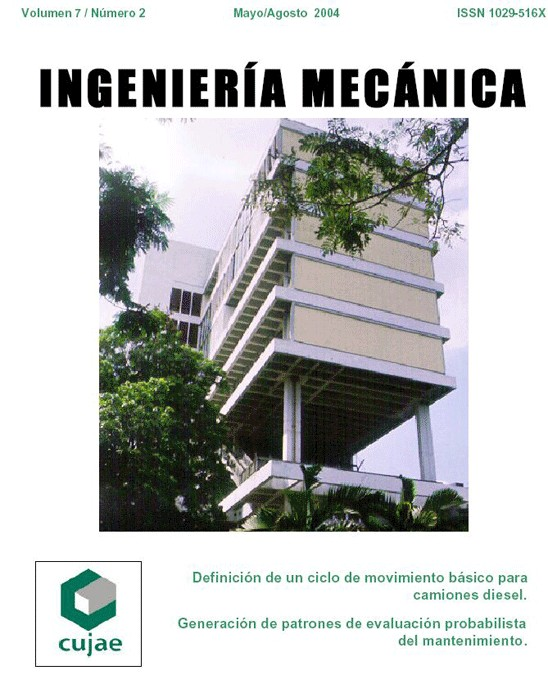 Volumen 7 / Número 2 Mayo/Agosto 2004 ISSN 1029-516X
INGENIERÍA MECÁNICA
cujae
Definición de un ciclo de movimiento básico para
camiones diesel.
Generación de patrones de evaluación probabilista
del mantenimiento.